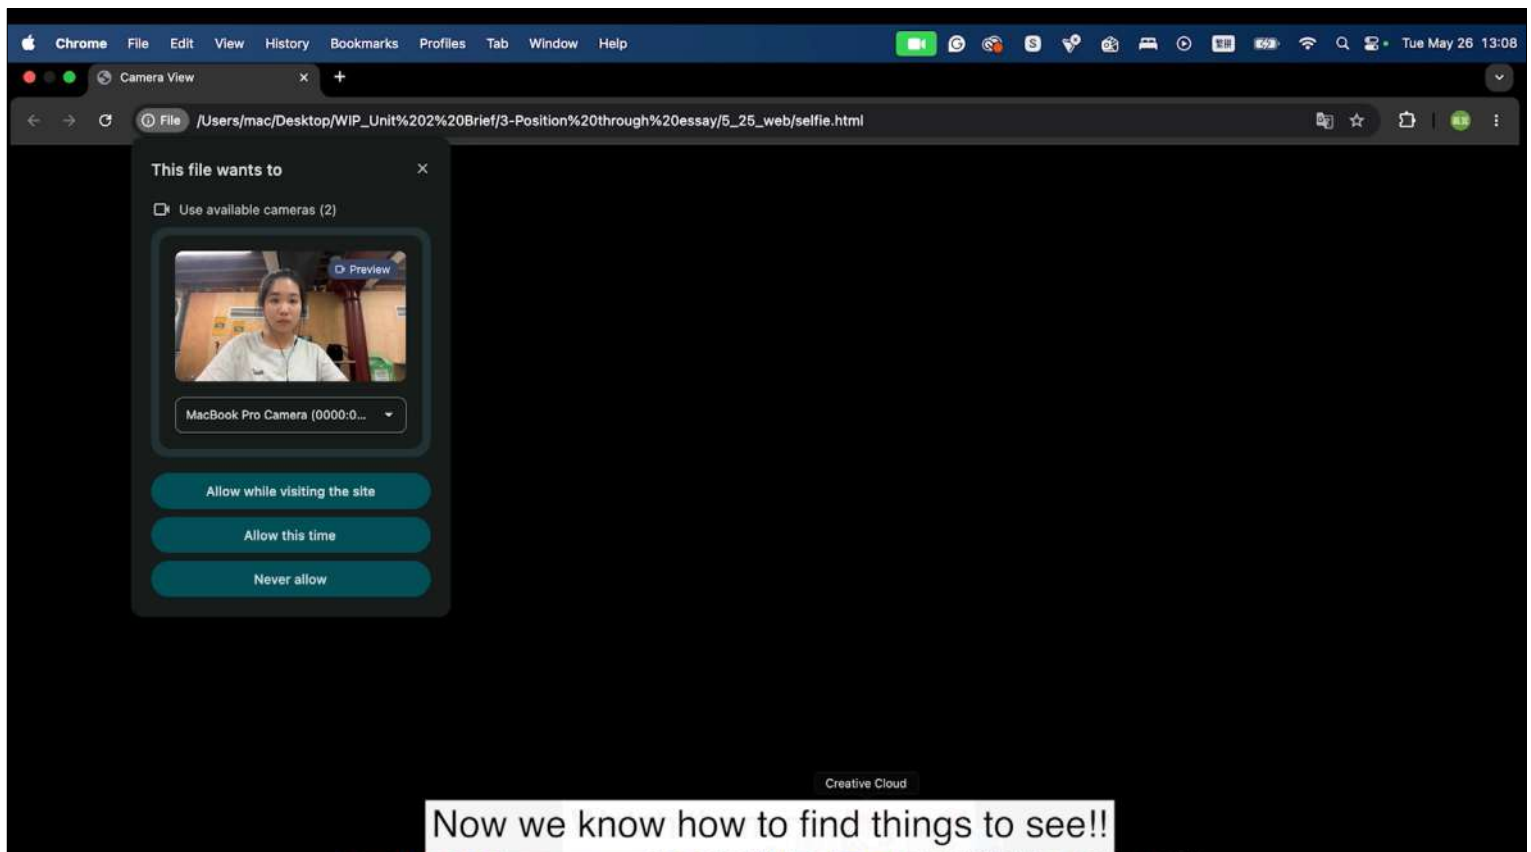 Chrome File Edit View History Bookmarks Profiles Tab Window Help Tue May 26 13:08
Camera View
File /Users/mac/Desktop/WIP_Unit%202%20Brief/3-Position%20through%20essay/5_25_web/selfie.html
This file wants to
Use available cameras (2)
Preview
MacBook Pro Camera (0000:0...
Allow while visiting the site
Allow this time
Never allow
Creative Cloud
Now we know how to find things to see!!